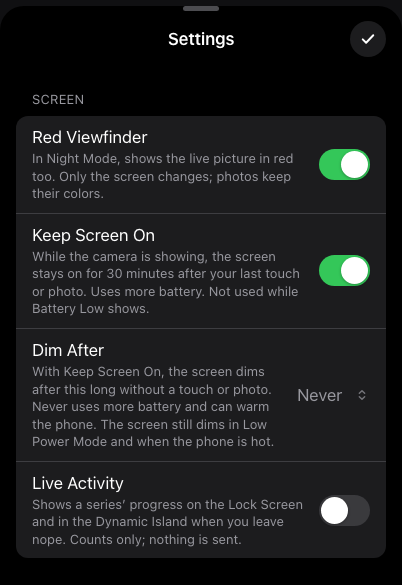 Settings
SCREEN
Red Viewfinder
In Night Mode, shows the live picture in red
too. Only the screen changes; photos keep
their colors.
Keep Screen On
While the camera is showing, the screen
stays on for 30 minutes after your last touch
or photo. Uses more battery. Not used while
Battery Low shows.
Dim After
With Keep Screen On, the screen dims
after this long without a touch or photo.
Never uses more battery and can warm
the phone. The screen still dims in Low
Power Mode and when the phone is hot.
Never
Live Activity
Shows a series’ progress on the Lock Screen
and in the Dynamic Island when you leave
nope. Counts only; nothing is sent.